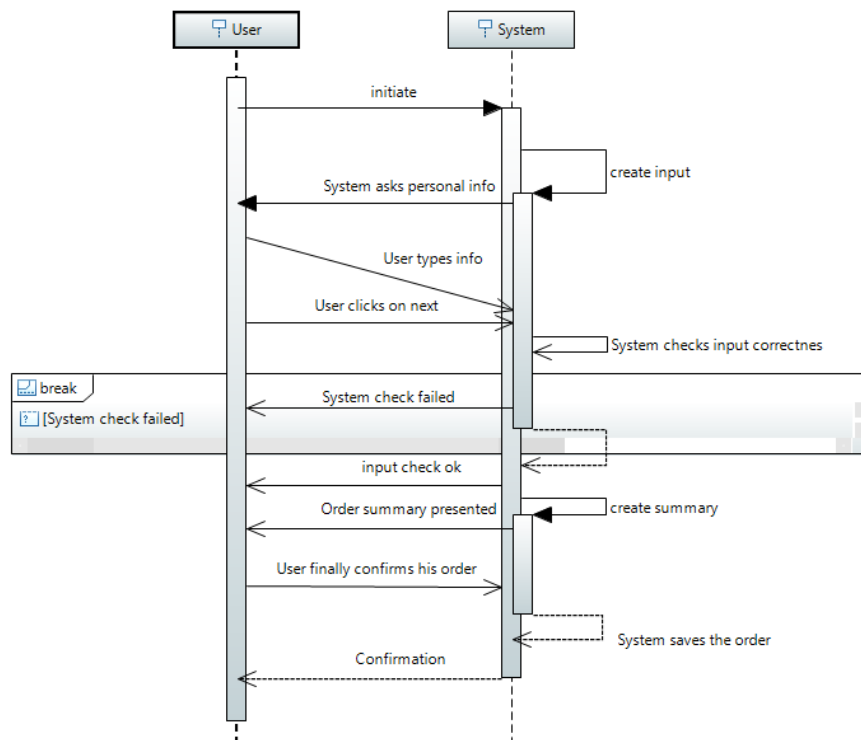 User
System
initiate
create input
System asks personal info
User types info
User clicks on next
System checks input correctnes
break
System check failed
[System check failed]
input check ok
create summary
Order summary presented
User finally confirms his order
System saves the order
Confirmation